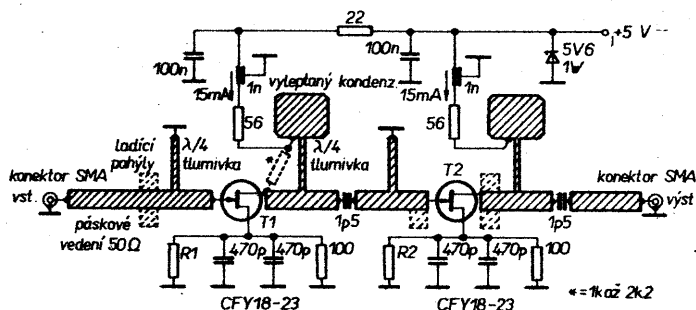 22
+5 V
100n
100n
5V6
1W
1n
1n
15mA
vyleptaný kondenz.
15mA
56
56
ladící
pahýly
λ/4
tlumivka
*
λ/4
tlumivka
konektor SMA
vst.
T2
konektor SMA
výst
páskové
vedení 50Ω
T1
1p5
1p5
R1
470p
470p
100
R2
470p
470p
100
CFY18-23
CFY18-23
*=1k až 2k2